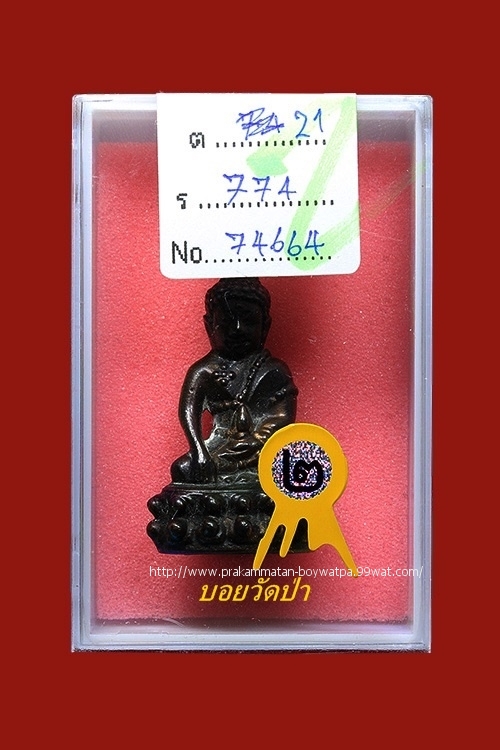 ต ............... 21
ร ...774...
No....74664...
๒
http://www.prakammatan-boywatpa.99wat.com/
บอยวัดป่า